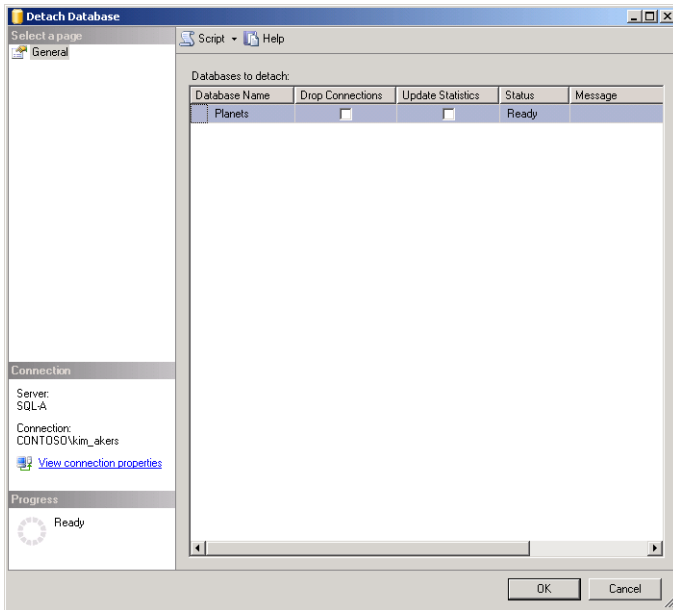 Detach Database
Select a page
General
Script Help
Databases to detach:
Database Name Drop Connections Update Statistics Status Message
Planets Ready
Connection
Server:
SQL-A
Connection:
CONTOSO\kim_akers
View connection properties
Progress
Ready
OK Cancel